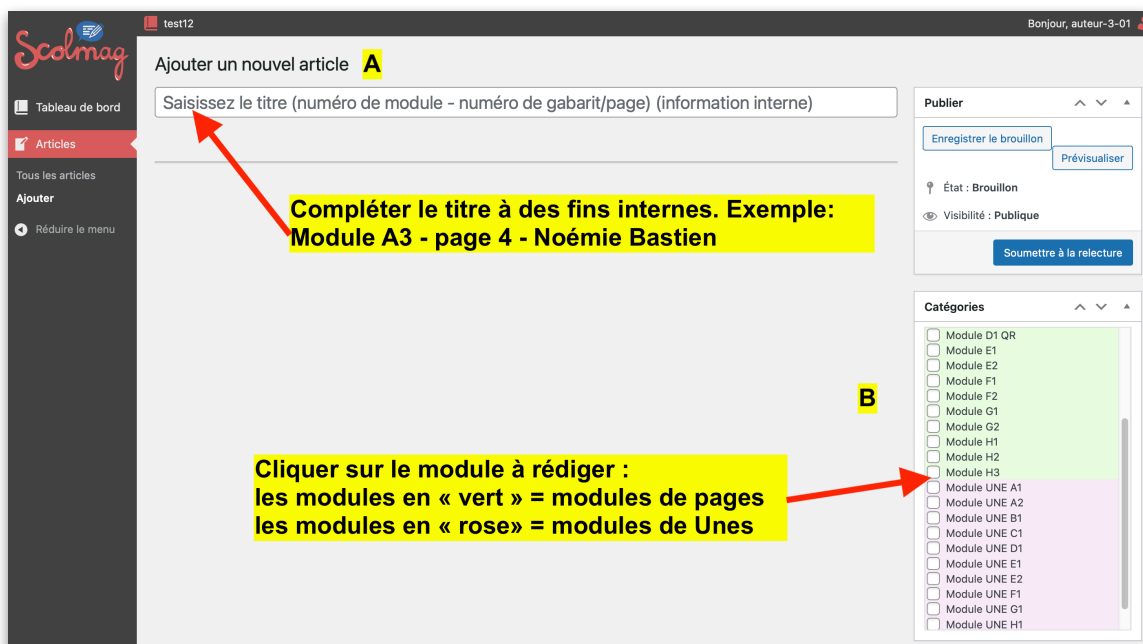 Scolmag
test12
Bonjour, auteur-3-01
Tableau de bord
Articles
Tous les articles
Ajouter
Réduire le menu
Ajouter un nouvel article A
Saisissez le titre (numéro de module - numéro de gabarit/page) (information interne)
Compléter le titre à des fins internes. Exemple:
Module A3 - page 4 - Noémie Bastien
B
Cliquer sur le module à rédiger :
les modules en « vert » = modules de pages
les modules en « rose» = modules de Unes
Publier
Enregistrer le brouillon
Prévisualiser
État : Brouillon
Visibilité : Publique
Soumettre à la relecture
Catégories
Module D1 QR
Module E1
Module E2
Module F1
Module F2
Module G1
Module G2
Module H1
Module H2
Module H3
Module UNE A1
Module UNE A2
Module UNE B1
Module UNE C1
Module UNE D1
Module UNE E1
Module UNE E2
Module UNE F1
Module UNE G1
Module UNE H1